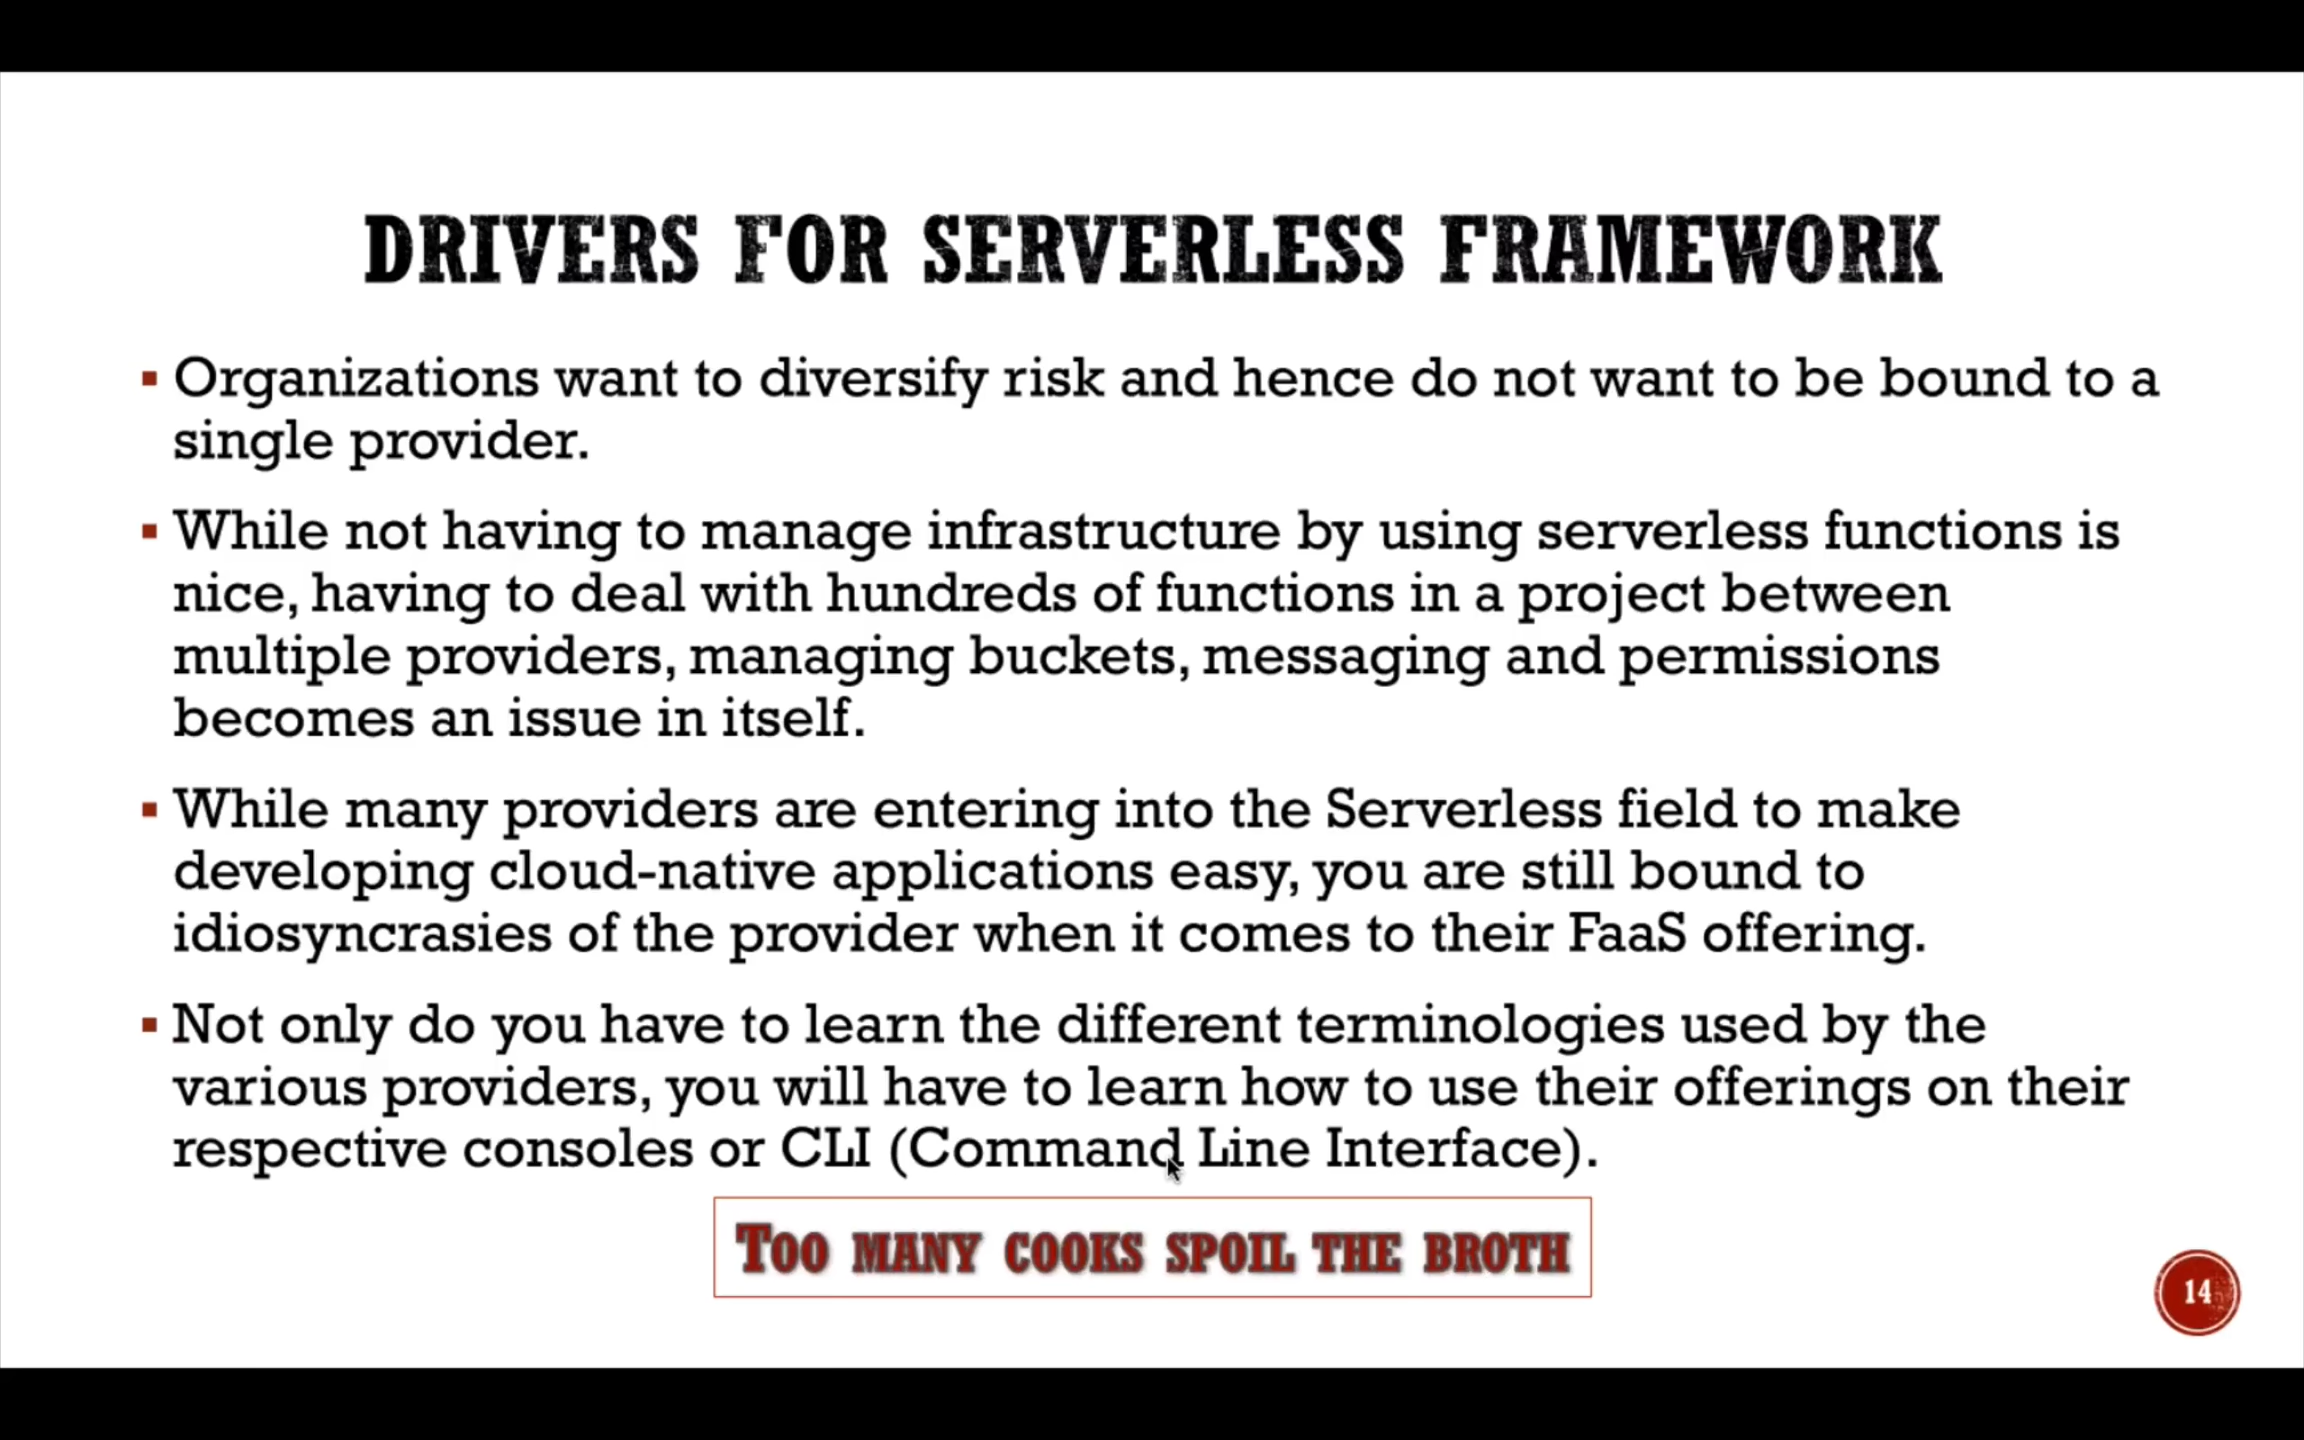 DRIVERS FOR SERVERLESS FRAMEWORK
▪ Organizations want to diversify risk and hence do not want to be bound to a
single provider.
▪ While not having to manage infrastructure by using serverless functions is
nice, having to deal with hundreds of functions in a project between
multiple providers, managing buckets, messaging and permissions
becomes an issue in itself.
▪ While many providers are entering into the Serverless field to make
developing cloud-native applications easy, you are still bound to
idiosyncrasies of the provider when it comes to their FaaS offering.
▪ Not only do you have to learn the different terminologies used by the
various providers, you will have to learn how to use their offerings on their
respective consoles or CLI (Command Line Interface).
TOO MANY COOKS SPOIL THE BROTH
14